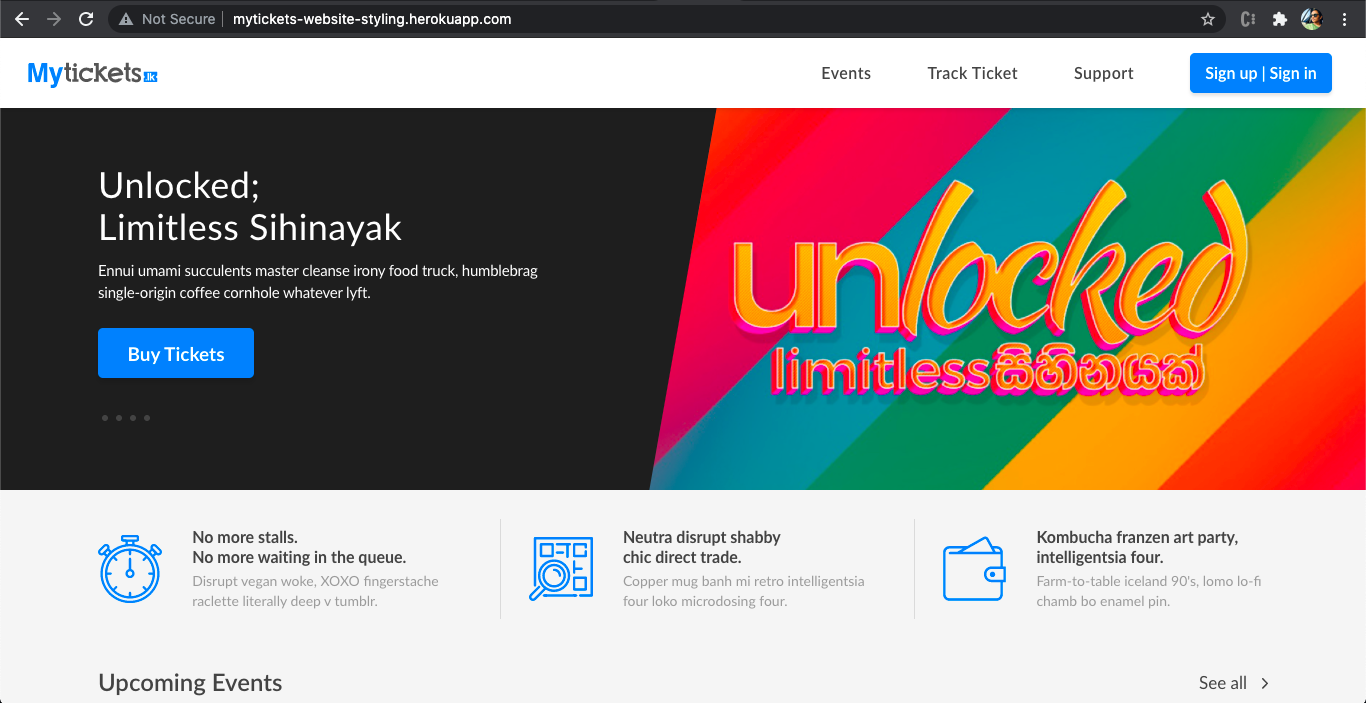 Not Secure | mytickets-website-styling.herokuapp.com
Mytickets.lk
Events
Track Ticket
Support
Sign up | Sign in
Unlocked;
Limitless Sihinayak
Ennui umami succulents master cleanse irony food truck, humblebrag
single-origin coffee cornhole whatever lyft.
Buy Tickets
unlocked
limitlessසිහිනයක්
No more stalls.
No more waiting in the queue.
Disrupt vegan woke, XOXO fingerstache
raclette literally deep v tumblr.
Neutra disrupt shabby
chic direct trade.
Copper mug banh mi retro intelligentsia
four loko microdosing four.
Kombucha franzen art party,
intelligentsia four.
Farm-to-table iceland 90's, lomo lo-fi
chamb bo enamel pin.
Upcoming Events
See all